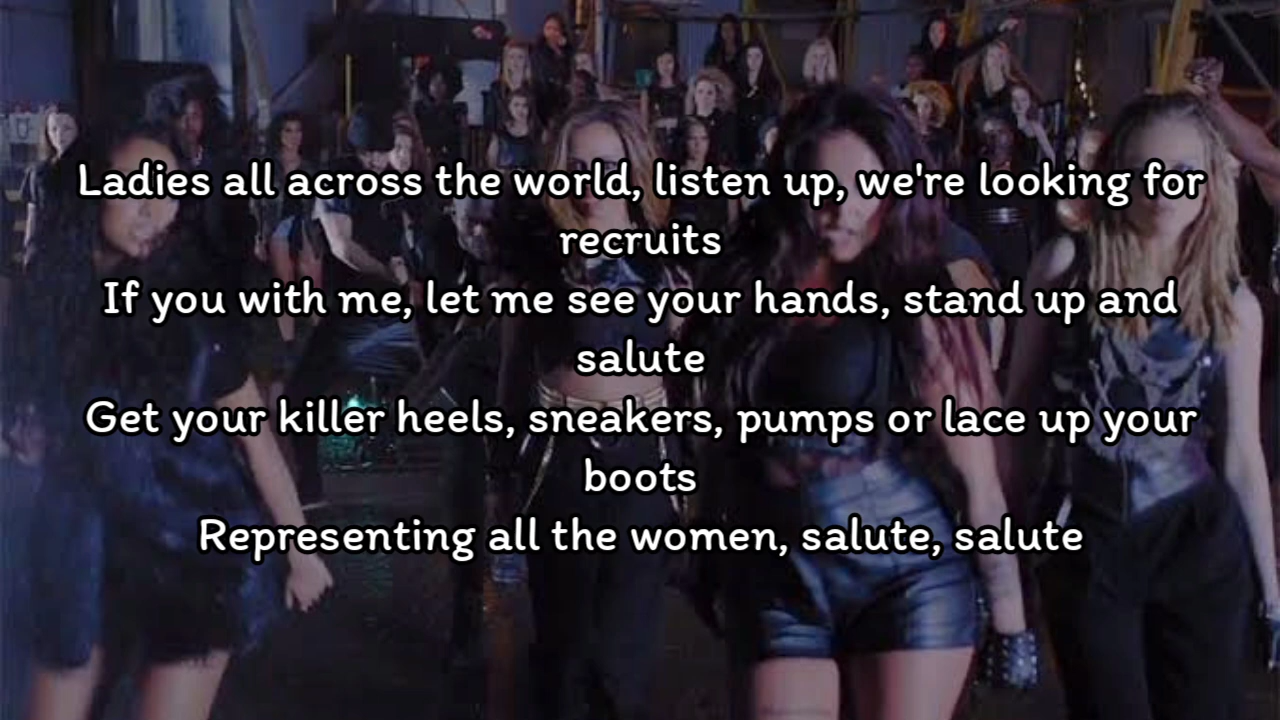 Ladies all across the world, listen up, we're looking for
recruits
If you with me, let me see your hands, stand up and
salute
Get your killer heels, sneakers, pumps or lace up your
boots
Representing all the women, salute, salute